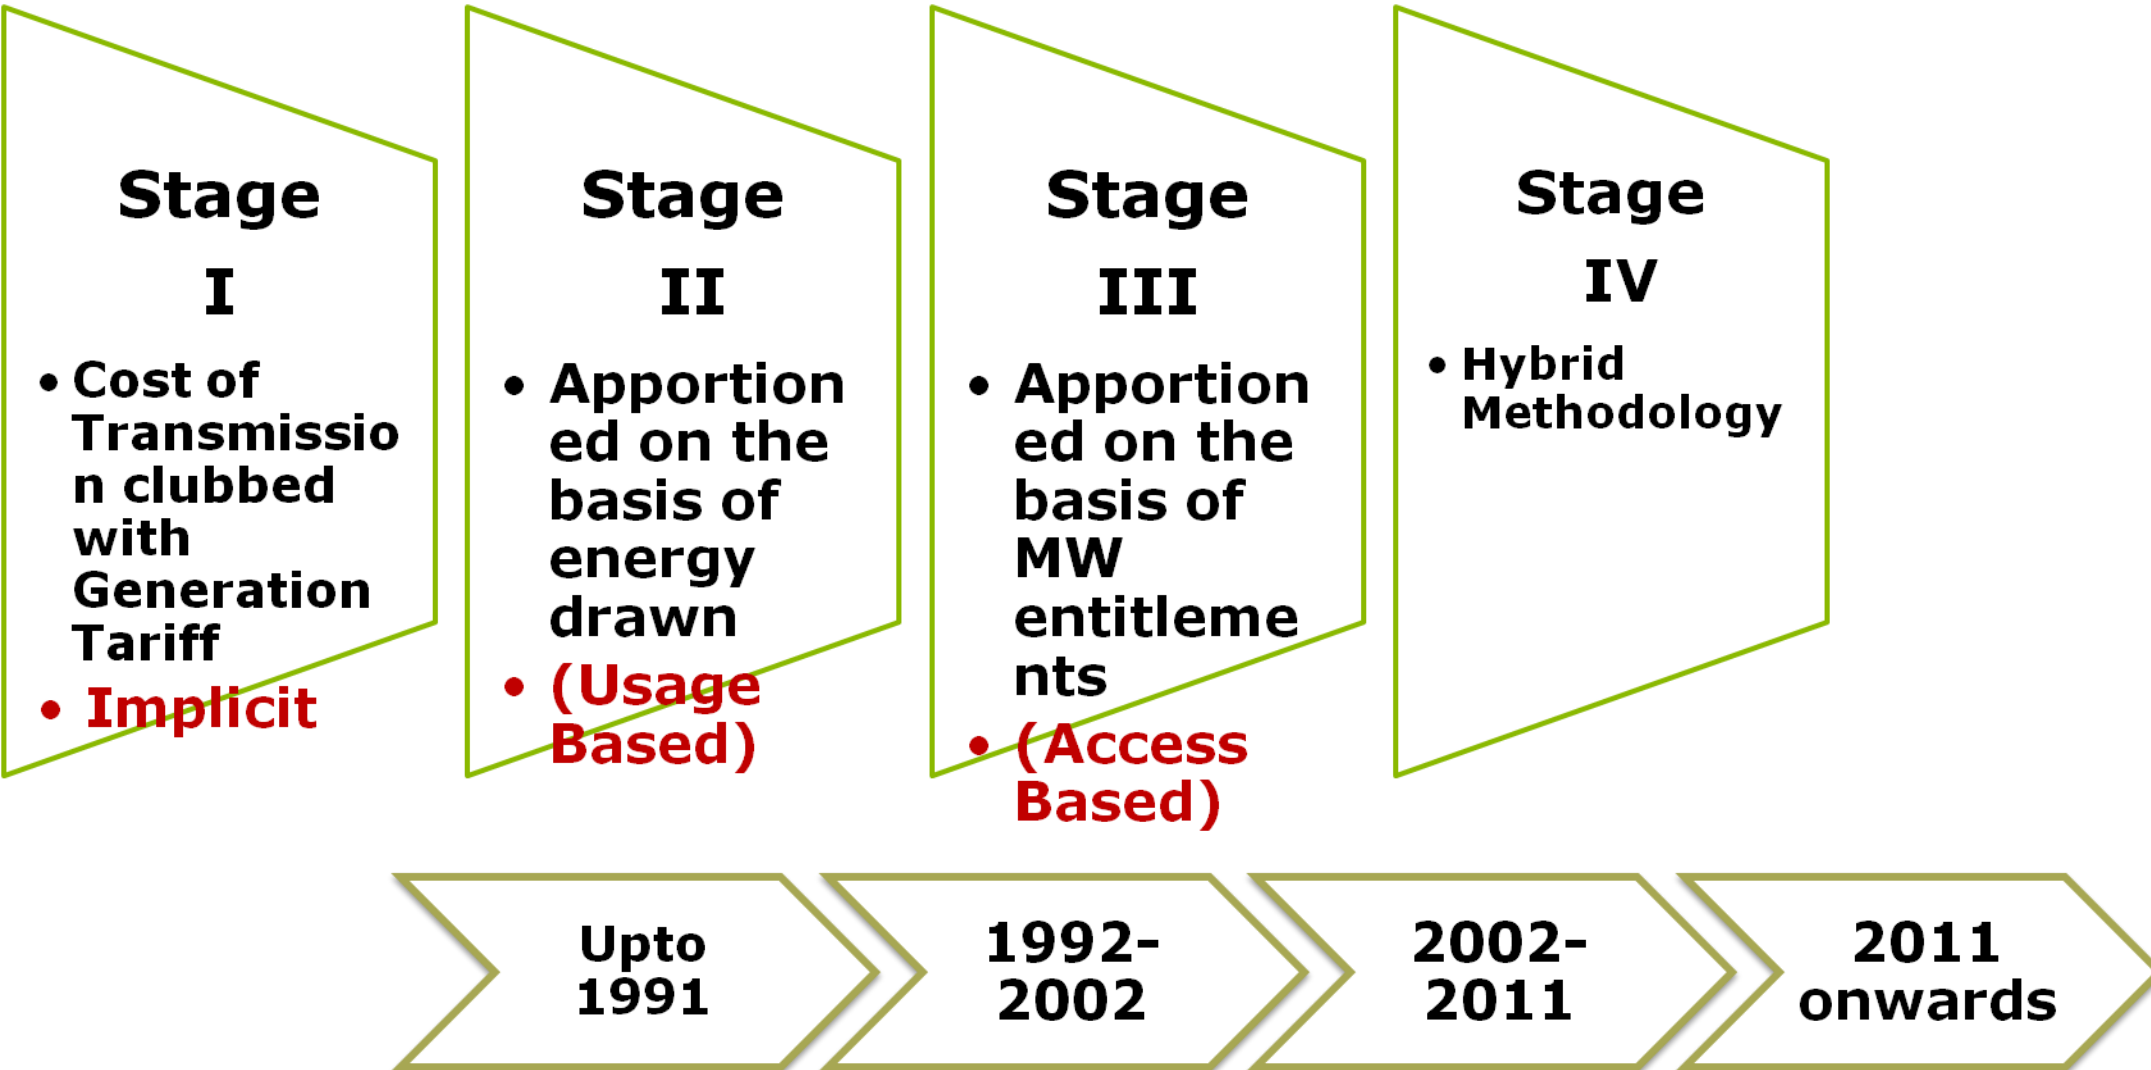 Stage
I
• Cost of
Transmissio
n clubbed
with
Generation
Tariff
• Implicit
Stage
II
• Apportion
ed on the
basis of
energy
drawn
• (Usage
Based)
Stage
III
• Apportion
ed on the
basis of
MW
entitleme
nts
• (Access
Based)
Stage
IV
• Hybrid
Methodology
Upto
1991
1992-
2002
2002-
2011
2011
onwards